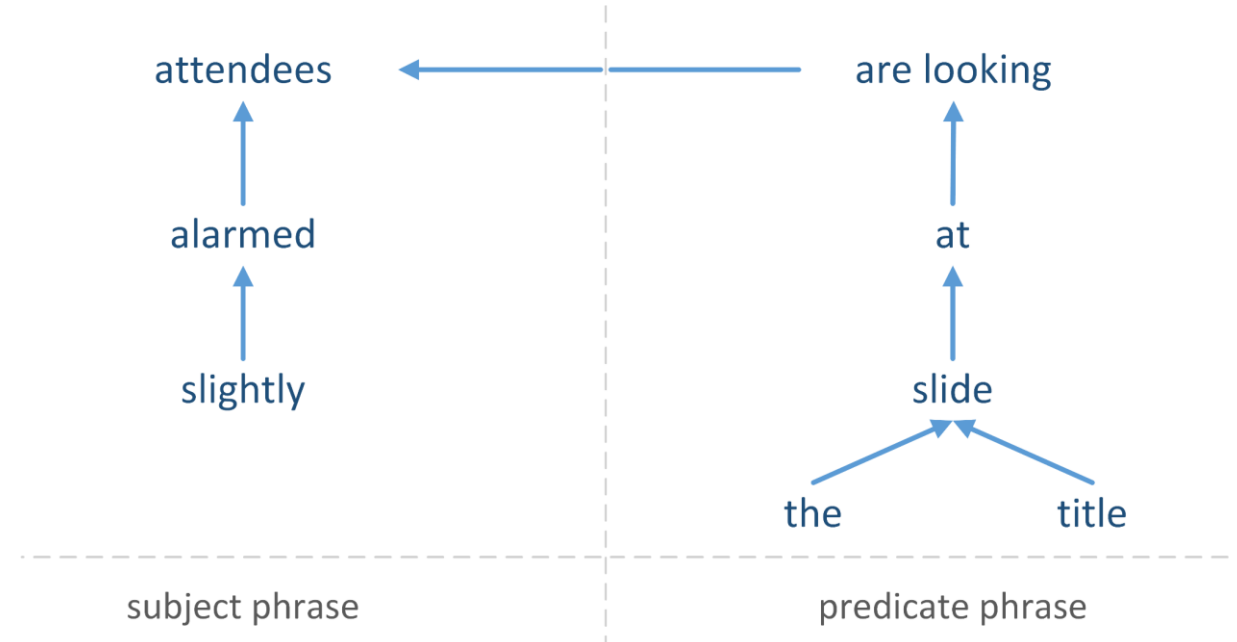 attendees are looking
alarmed at
slightly slide
the title
subject phrase predicate phrase